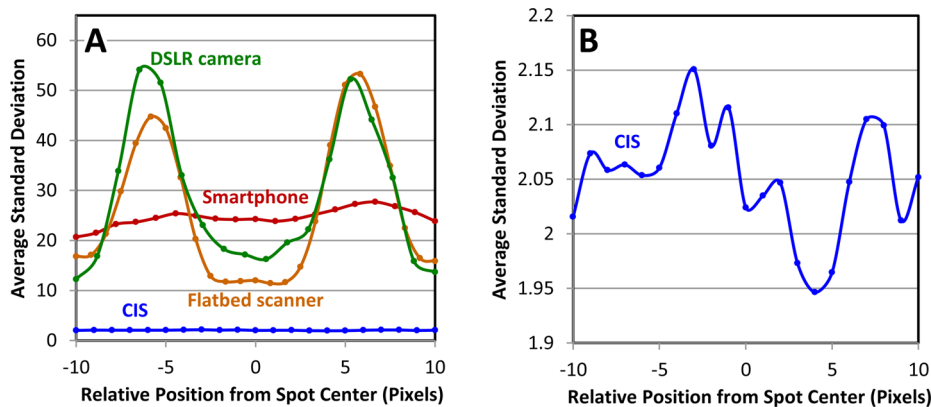 A
DSLR camera
Smartphone
Flatbed scanner
CIS
Average Standard Deviation
60
50
40
30
20
10
0
-10 -5 0 5 10
Relative Position from Spot Center (Pixels)
B
CIS
Average Standard Deviation
2.2
2.15
2.1
2.05
2
1.95
1.9
-10 -5 0 5 10
Relative Position from Spot Center (Pixels)